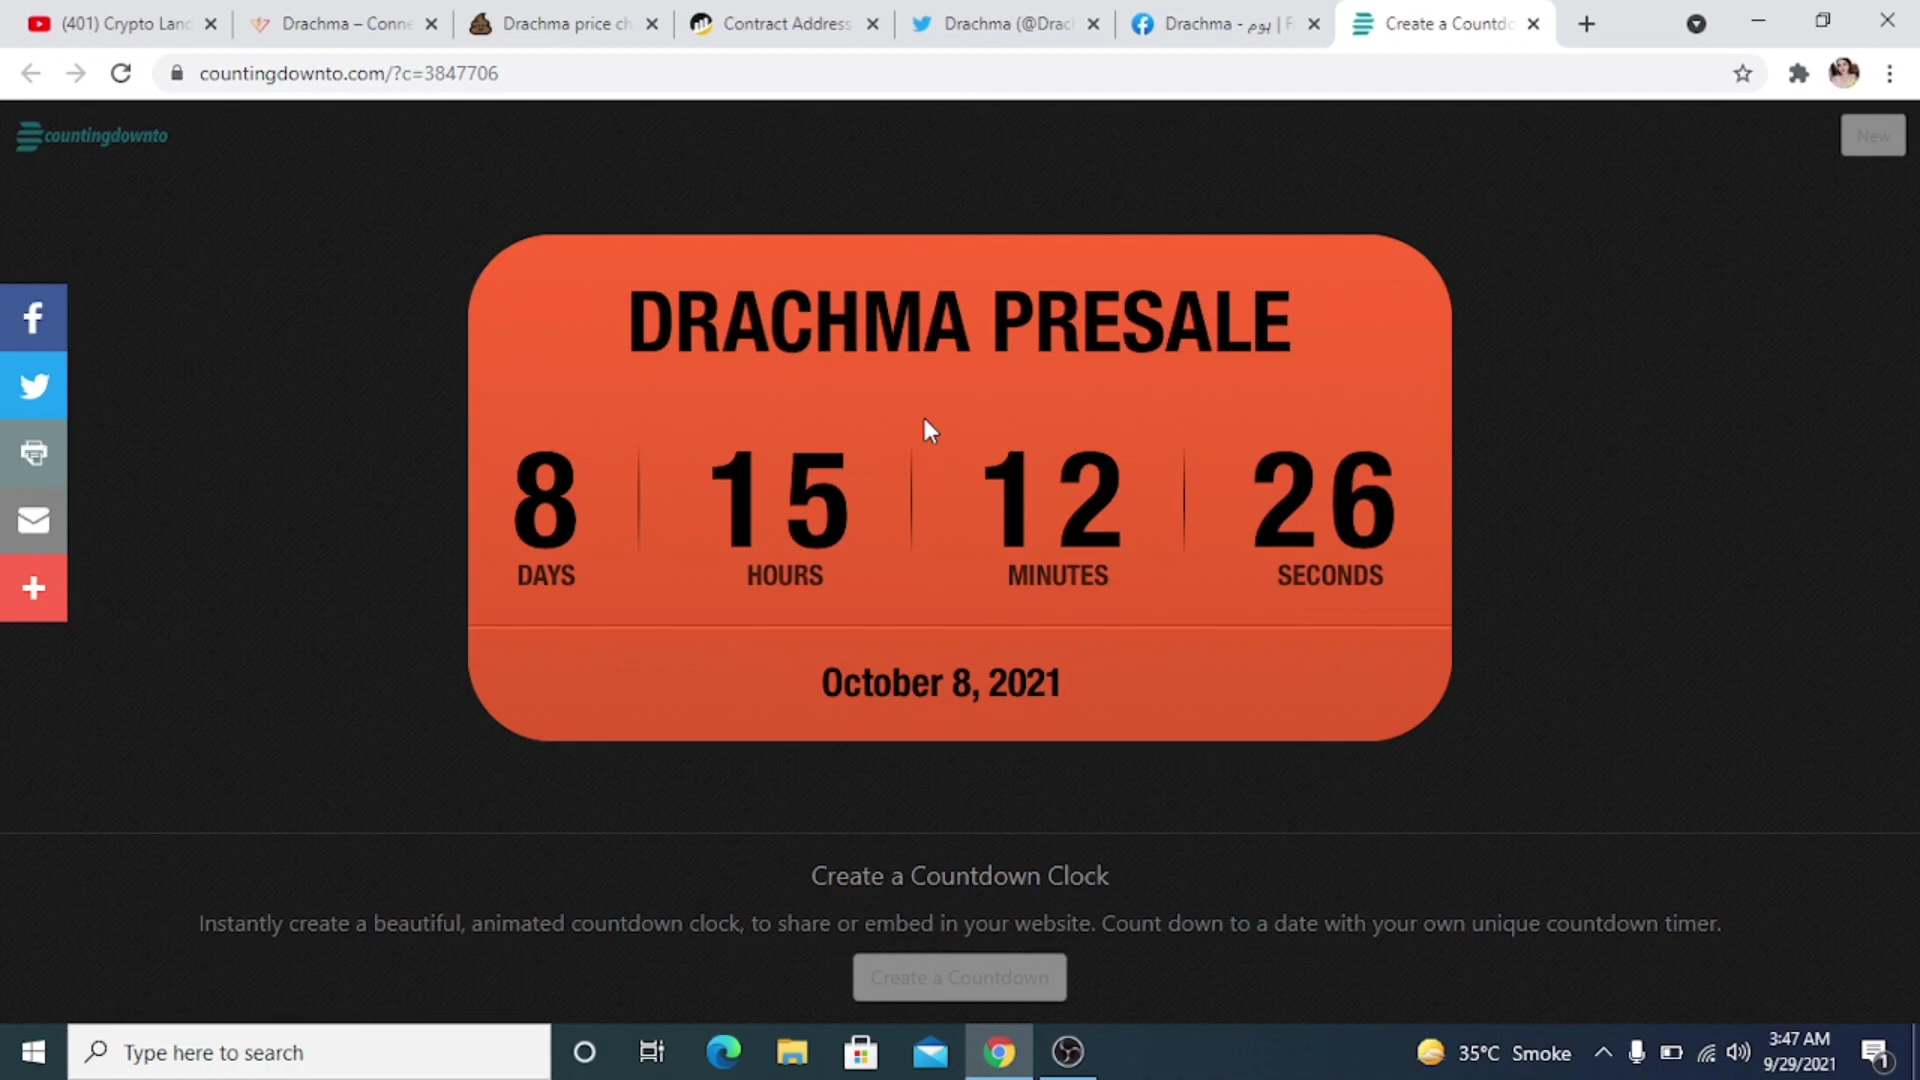 (401) Crypto Lanc
Drachma – Conne
Drachma price ch
Contract Address
Drachma (@Drac
Drachma - يوم | F
Create a Countdo
countingdownto.com/?c=3847706
countingdownto
New
DRACHMA PRESALE
8 15 12 26
DAYS HOURS MINUTES SECONDS
October 8, 2021
Create a Countdown Clock
Instantly create a beautiful, animated countdown clock, to share or embed in your website. Count down to a date with your own unique countdown timer.
Create a Countdown
Type here to search
35°C Smoke
3:47 AM
9/29/2021
1